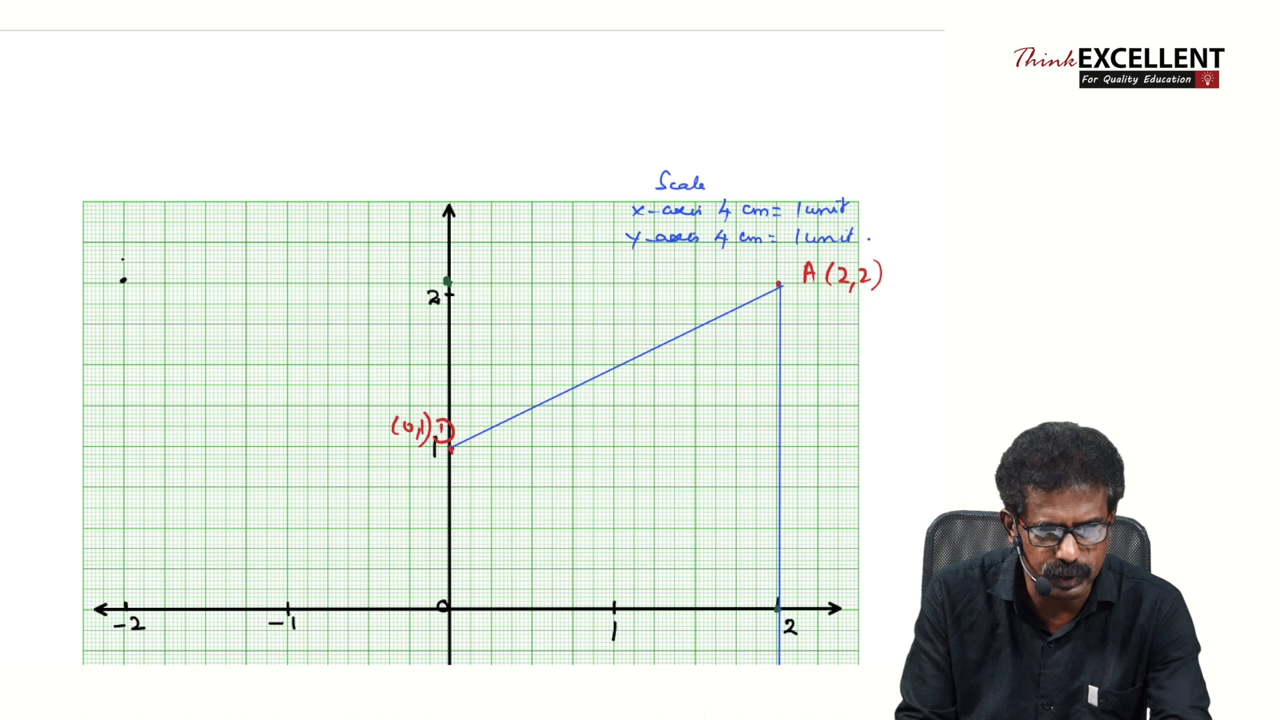 Think EXCELLENT
For Quality Education
Scale
x-axis 4 cm = 1 unit
y-axis 4 cm = 1 unit.
A (2,2)
2
(0,1) D
1
0
-2 -1 1 2